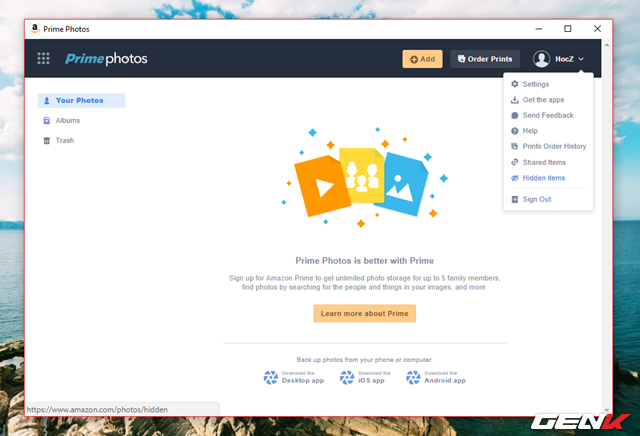 Prime Photos
Prime photos
Add
Order Prints
HocZ
Your Photos
Albums
Trash
Settings
Get the apps
Send Feedback
Help
Prints Order History
Shared Items
Hidden items
Sign Out
Prime Photos is better with Prime
Sign up for Amazon Prime to get unlimited photo storage for up to 5 family members,
find photos by searching for the people and things in your images, and more.
Learn more about Prime
Back up photos from your phone or computer.
Download the
Desktop app
Download the
iOS app
Download the
Android app
https://www.amazon.com/photos/hidden
GENK